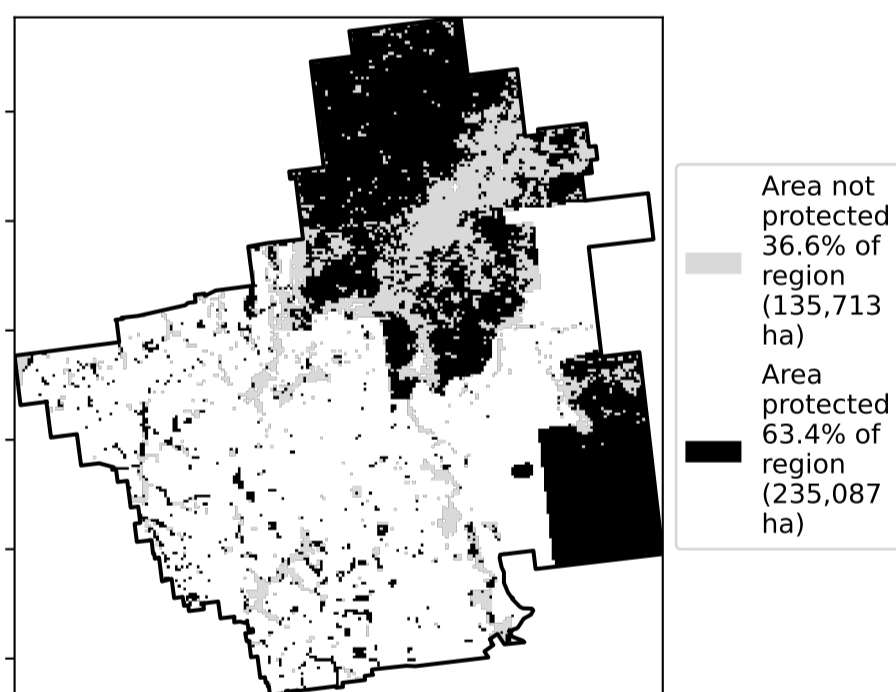 Area not
protected
36.6% of
region
(135,713
ha)
Area
protected
63.4% of
region
(235,087
ha)